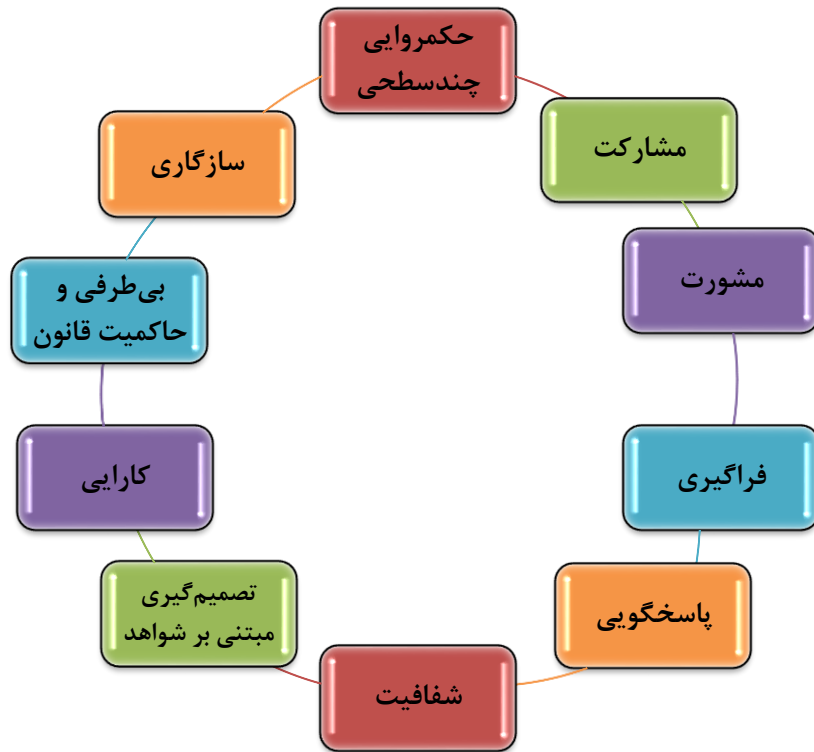 حکمروایی
چندسطحی
مشارکت
مشورت
فراگیری
پاسخگویی
شفافیت
تصمیم‌گیری
مبتنی بر شواهد
کارایی
بی‌طرفی و
حاکمیت قانون
سازگاری